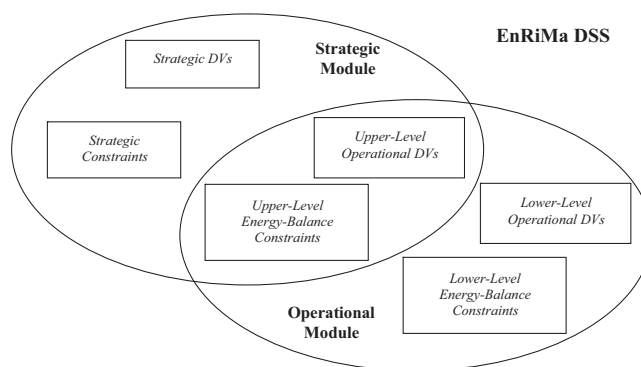 EnRiMa DSS
Strategic
Module
Strategic DVs
Strategic
Constraints
Upper-Level
Operational DVs
Upper-Level
Energy-Balance
Constraints
Lower-Level
Operational DVs
Lower-Level
Energy-Balance
Constraints
Operational
Module